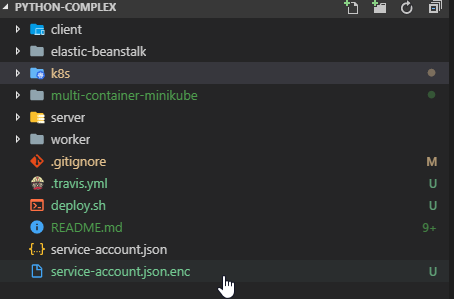 PYTHON-COMPLEX
client
elastic-beanstalk
k8s
multi-container-minikube
server
worker
.gitignore M
.travis.yml U
deploy.sh U
README.md 9+
service-account.json
service-account.json.enc U